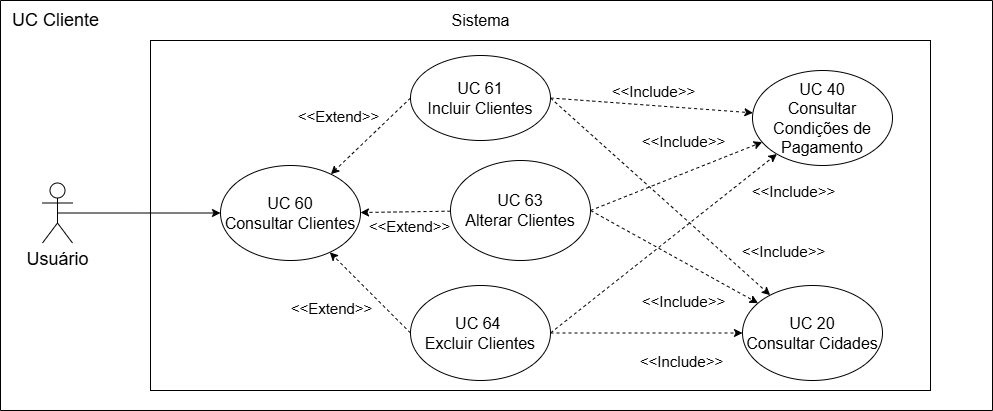 UC Cliente
Sistema
UC 61
Incluir Clientes
<<Include>>
UC 40
Consultar
Condições de
Pagamento
<<Extend>>
<<Include>>
UC 60
Consultar Clientes
UC 63
Alterar Clientes
<<Include>>
<<Extend>>
Usuário
<<Include>>
<<Extend>>
<<Include>>
UC 64
Excluir Clientes
UC 20
Consultar Cidades
<<Include>>